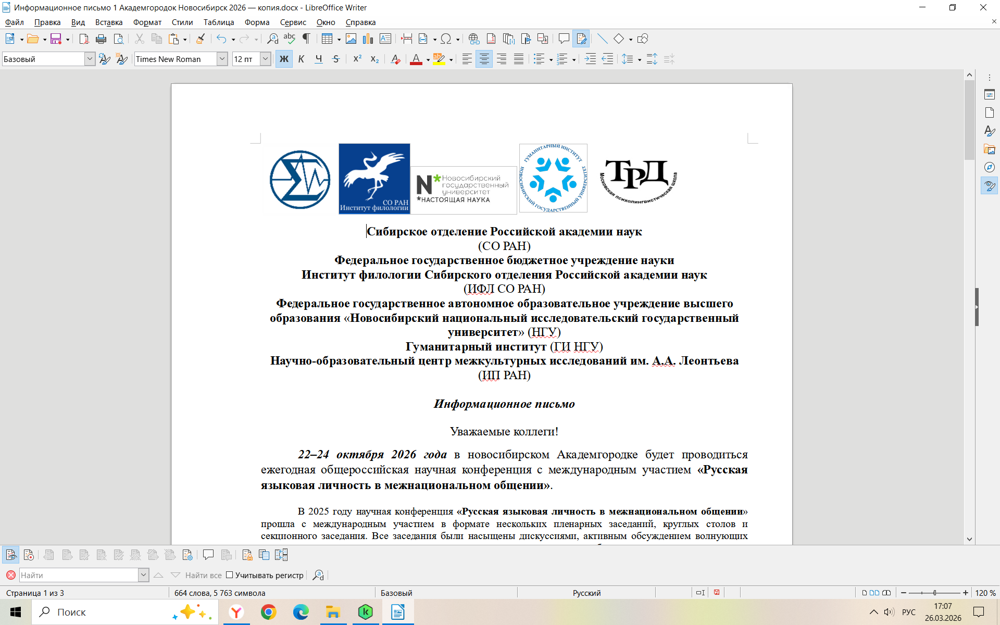 Информационное письмо 1 Академгородок Новосибирск 2026 — копия.docx - LibreOffice Writer
Файл Правка Вид Вставка Формат Стили Таблица Форма Сервис Окно Справка
Базовый Times New Roman 12 пт Ж К Ч S X² X₂
СО РАН
Институт филологии
N* Новосибирский
государственный
университет
*НАСТОЯЩАЯ НАУКА
ГУМАНИТАРНЫЙ ИНСТИТУТ
НОВОСИБИРСКИЙ ГОСУДАРСТВЕННЫЙ УНИВЕРСИТЕТ
ТРД
Московская психолингвистическая школа
Сибирское отделение Российской академии наук
(СО РАН)
Федеральное государственное бюджетное учреждение науки
Институт филологии Сибирского отделения Российской академии наук
(ИФЛ СО РАН)
Федеральное государственное автономное образовательное учреждение высшего
образования «Новосибирский национальный исследовательский государственный
университет» (НГУ)
Гуманитарный институт (ГИ НГУ)
Научно-образовательный центр межкультурных исследований им. А.А. Леонтьева
(ИП РАН)
Информационное письмо
Уважаемые коллеги!
22–24 октября 2026 года в новосибирском Академгородке будет проводиться
ежегодная общероссийская научная конференция с международным участием «Русская
языковая личность в межнациональном общении».
В 2025 году научная конференция «Русская языковая личность в межнациональном общении»
прошла с международным участием в формате нескольких пленарных заседаний, круглых столов и
секционного заседания. Все заседания были насыщены дискуссиями, активным обсуждением волнующих
Найти Найти все Учитывать регистр
Страница 1 из 3 664 слова, 5 763 символа Базовый Русский 120 %
Поиск РУС 17:07
26.03.2026